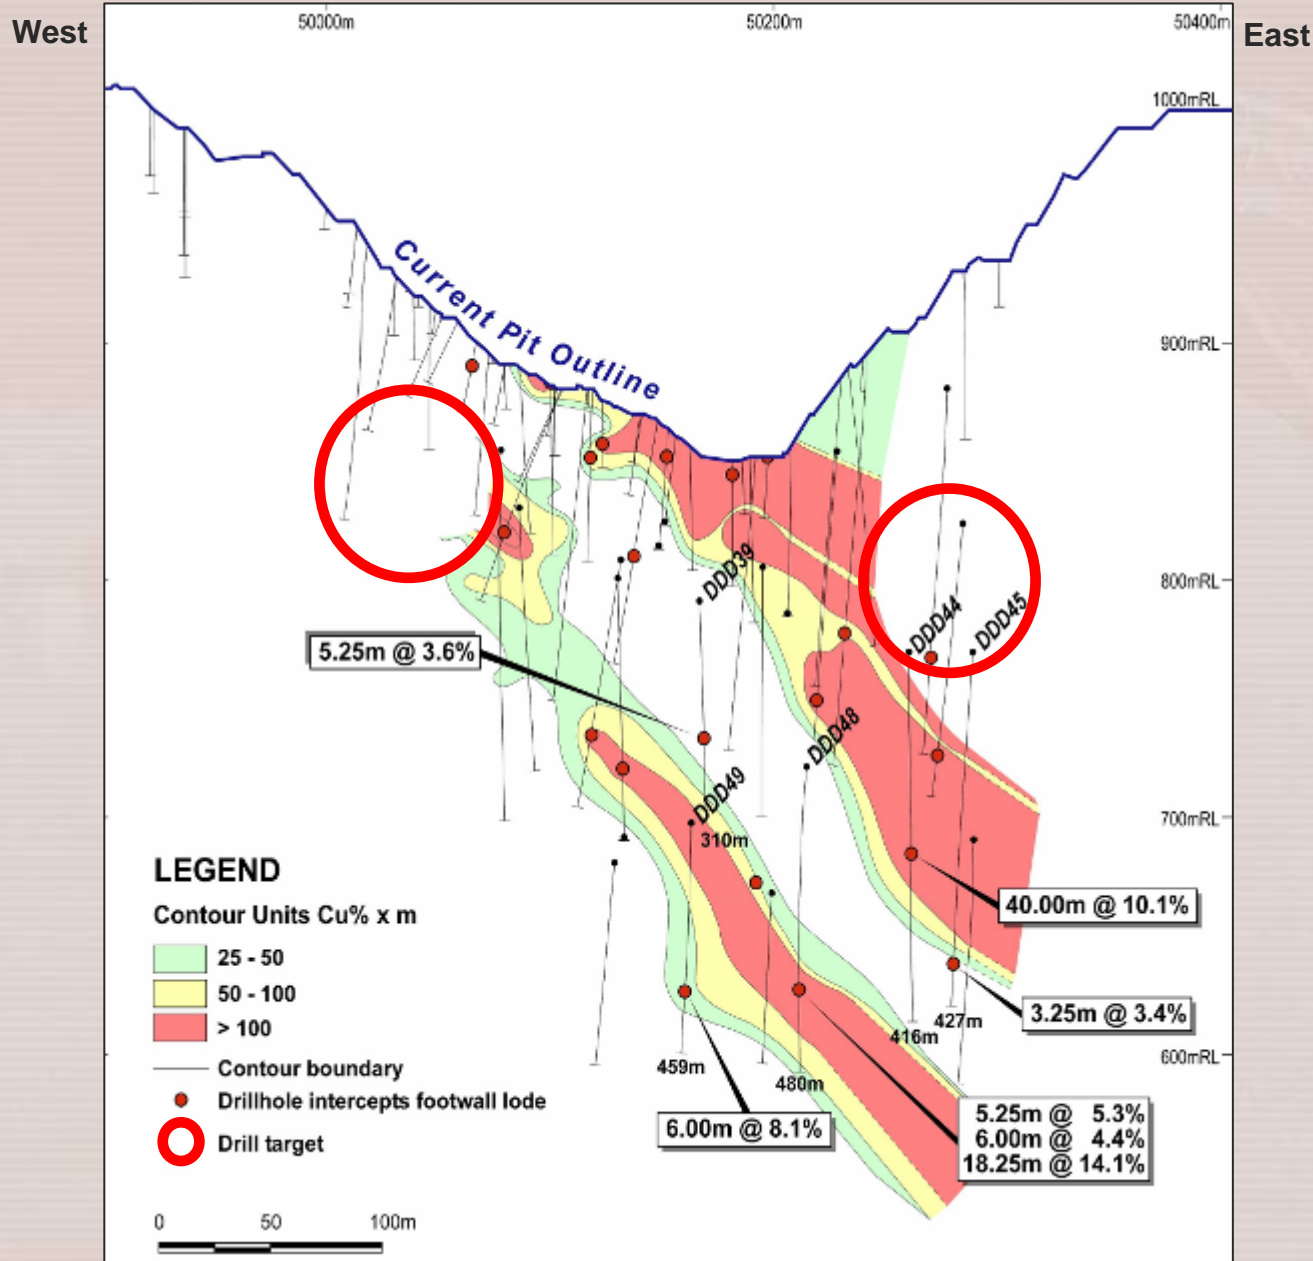 West
50000m
50200m
50400m
East
1000mRL
Current Pit Outline
900mRL
DDD39
800mRL
DDD44
DDD45
5.25m @ 3.6%
DDD48
DDD49
700mRL
310m
LEGEND
Contour Units Cu% x m
25 - 50
50 - 100
> 100
Contour boundary
Drillhole intercepts footwall lode
Drill target
40.00m @ 10.1%
3.25m @ 3.4%
427m
416m
600mRL
459m
480m
6.00m @ 8.1%
5.25m @ 5.3%
6.00m @ 4.4%
18.25m @ 14.1%
0 50 100m